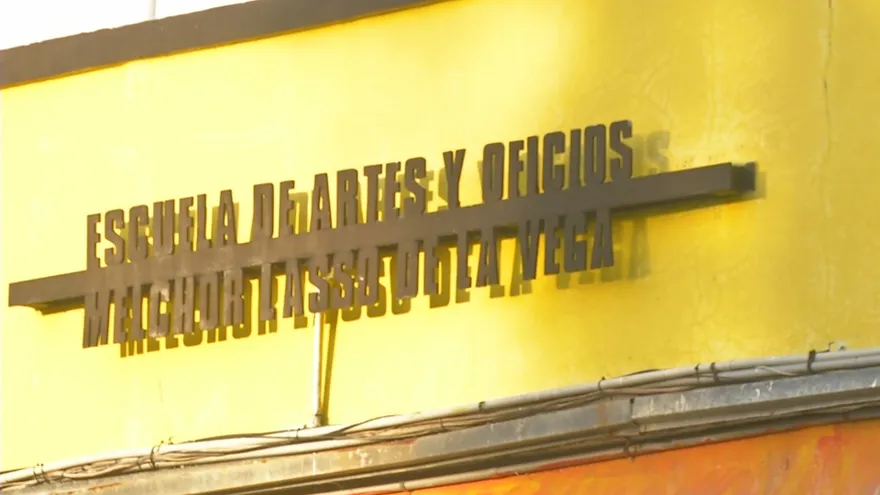 ESCUELA DE ARTES Y OFICIOS
MELCHOR LASSO DE LA VEGA